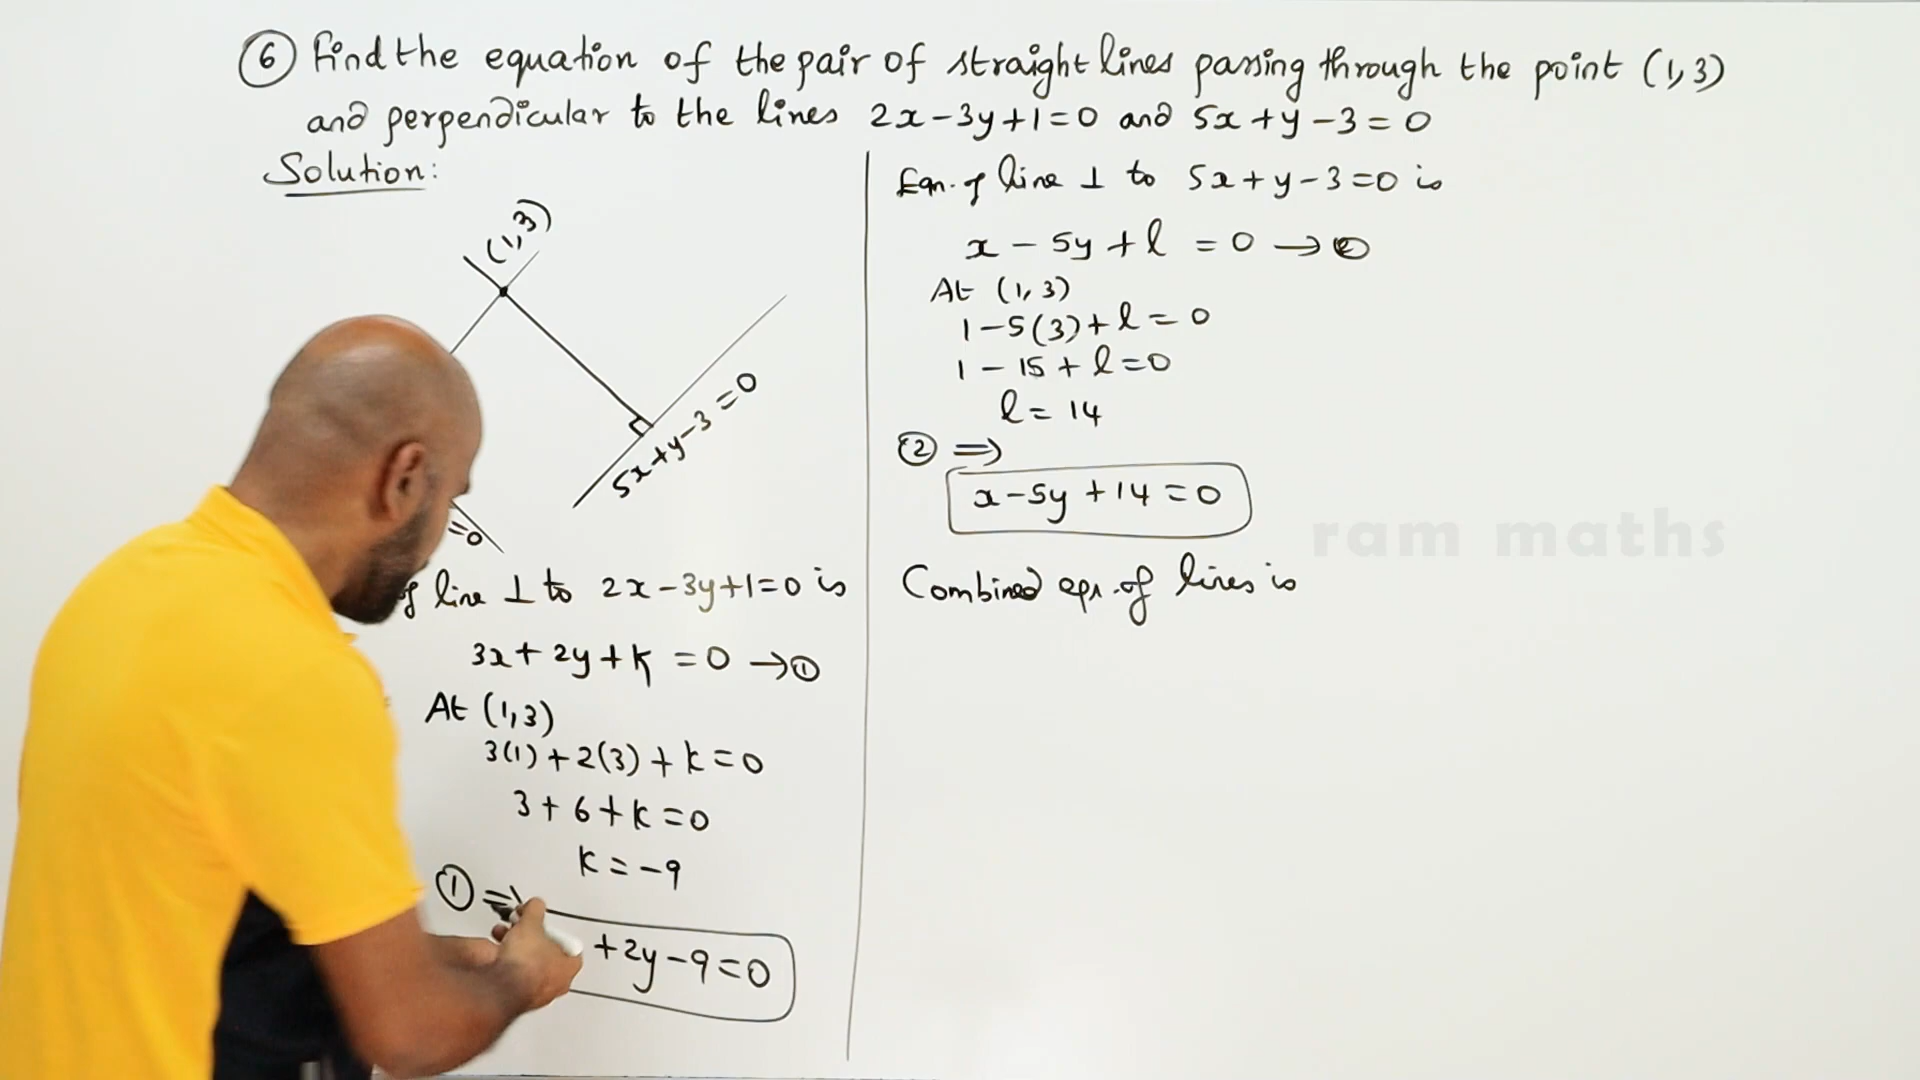 ⑥ Find the equation of the pair of straight lines passing through the point (1, 3)
and perpendicular to the lines 2x-3y+1=0 and 5x+y-3=0
Solution:
(1,3)
5x+y-3=0
=0
of line ⊥ to 2x-3y+1=0 is
3x+2y+k=0 →①
At (1,3)
3(1)+2(3)+k=0
3+6+k=0
k=-9
① ⇒
+2y-9=0
Eqn. of line ⊥ to 5x+y-3=0 is
x-5y+l=0 →②
At (1, 3)
1-5(3)+l=0
1-15+l=0
l=14
② ⇒
x-5y+14=0
Combined eqn. of lines is
ram maths